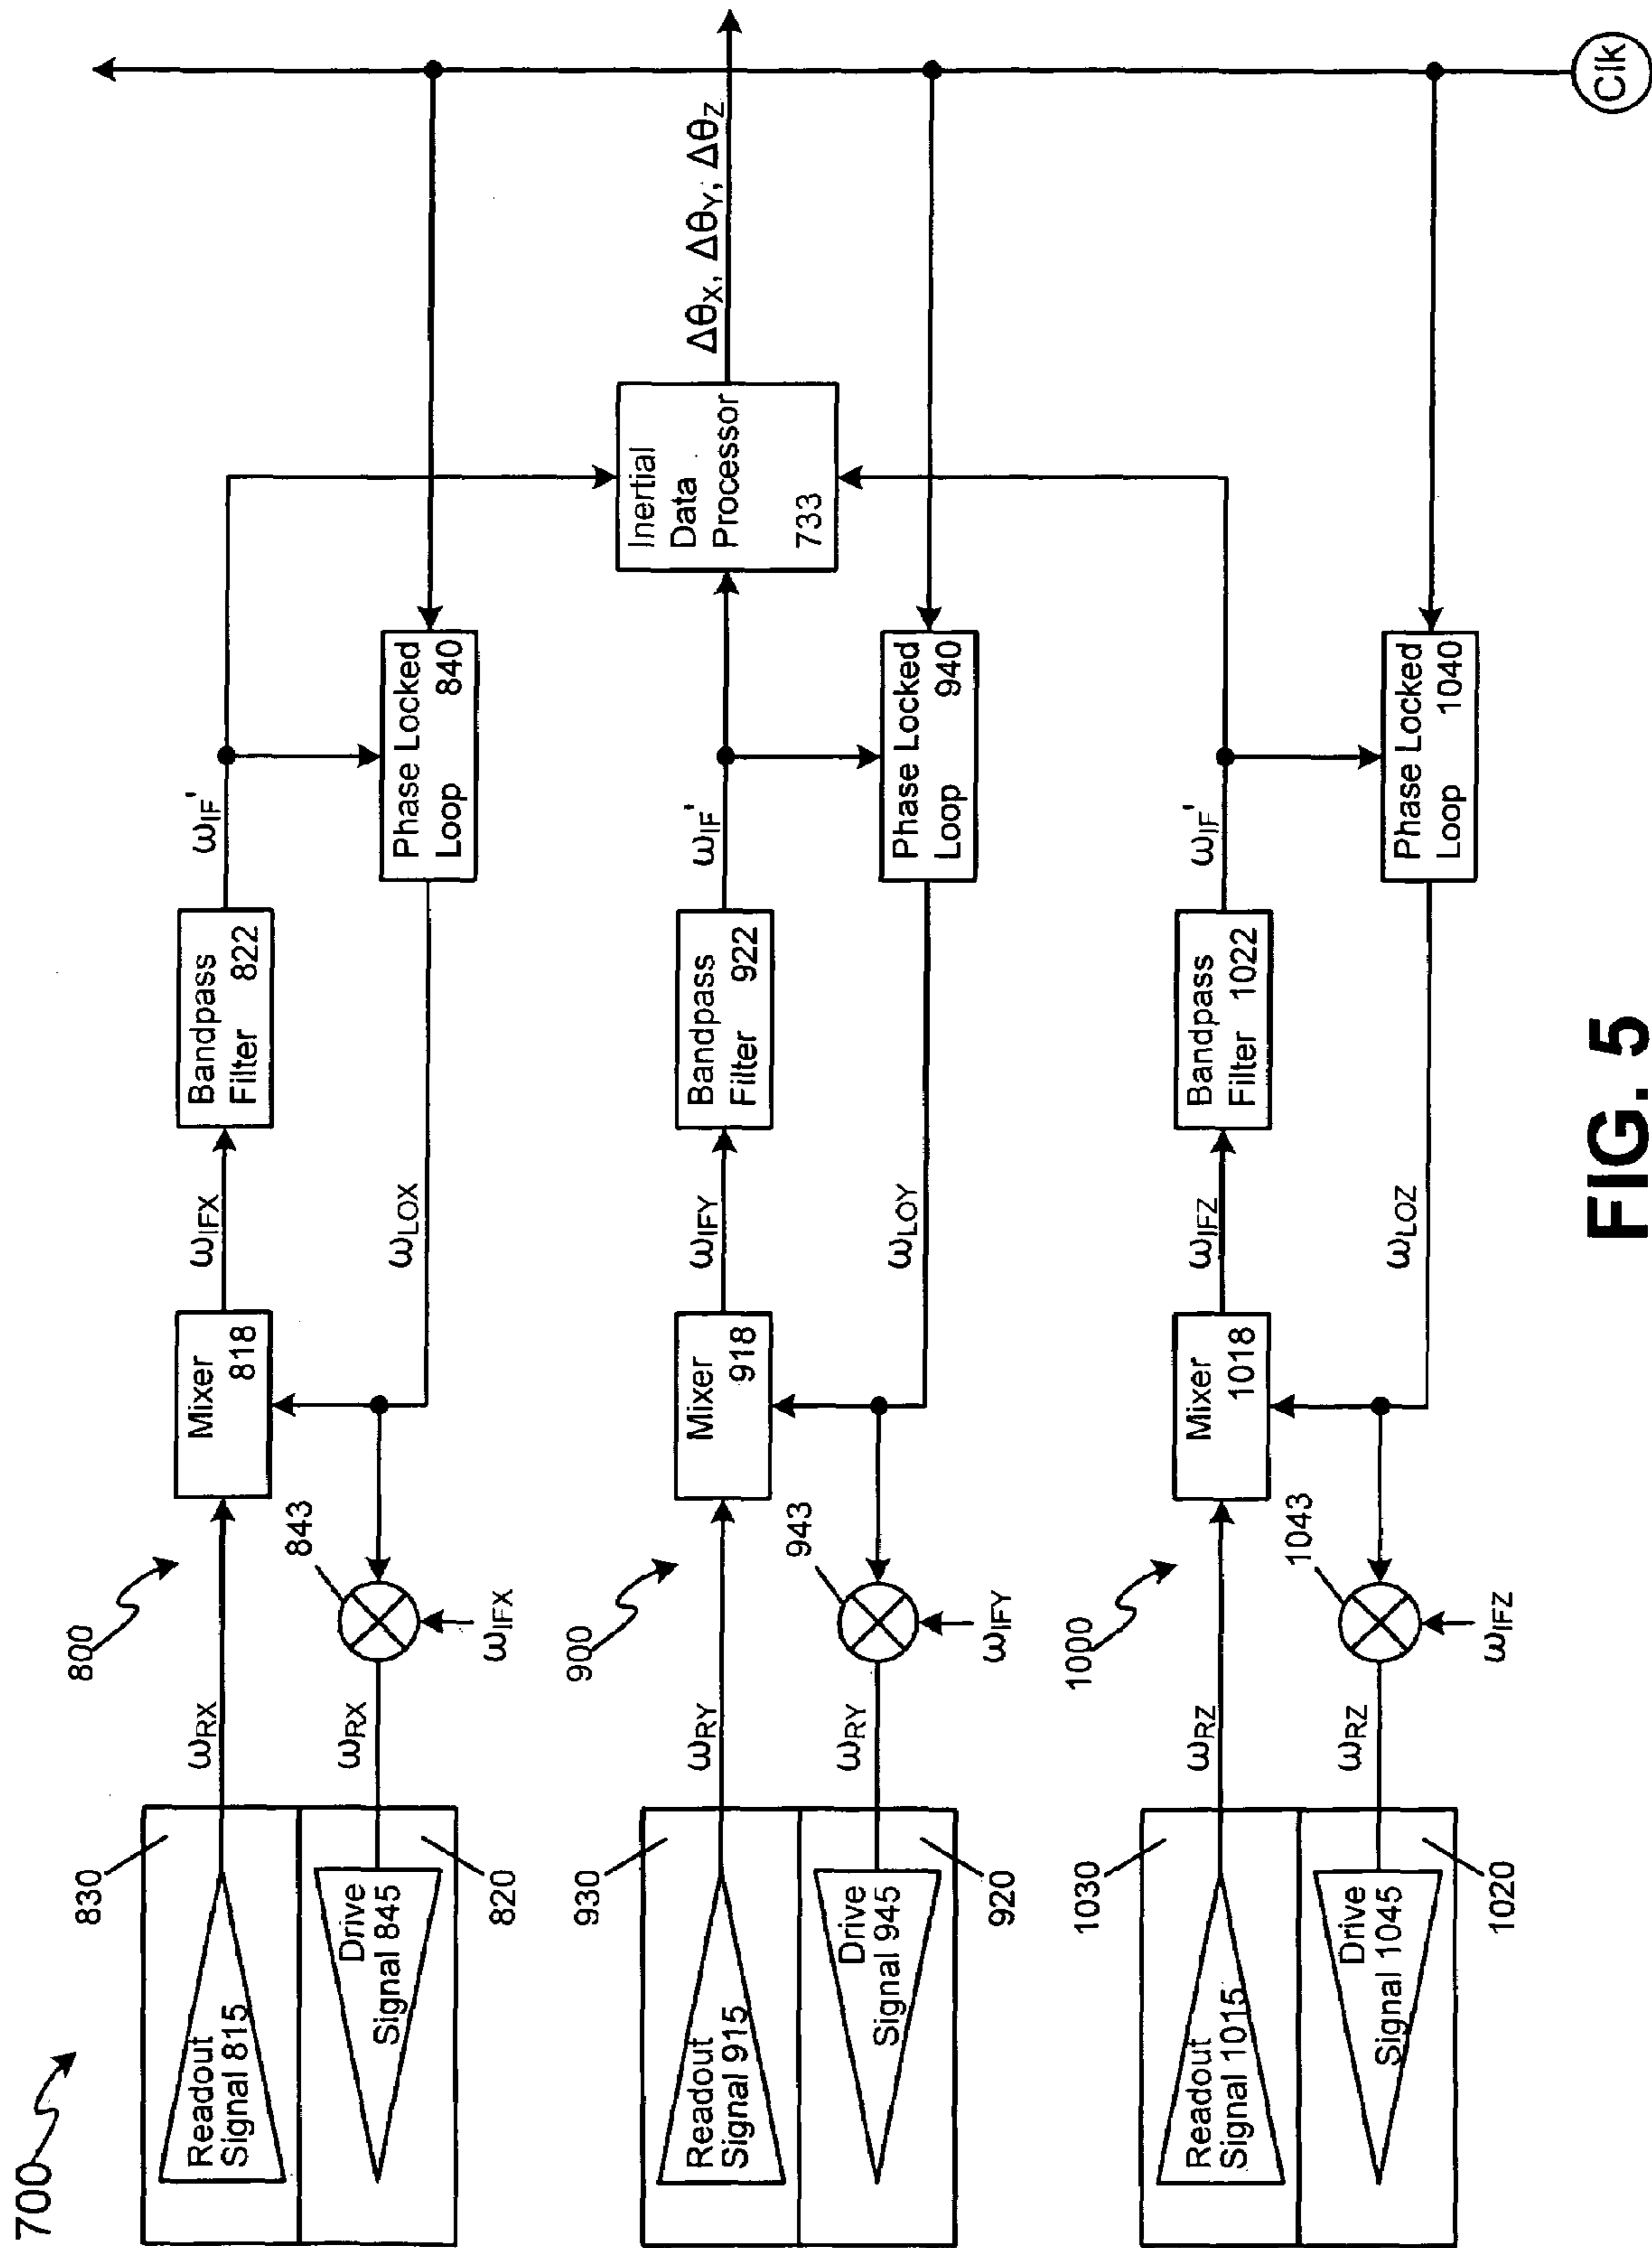 700
800
830
Readout
Signal 815
ωRX
Mixer
818
ωIFX
Bandpass
Filter 822
ωIF'
Drive
Signal 845
820
ωRX
843
ωIFX
ωLOX
Phase Locked
Loop 840
900
930
Readout
Signal 915
ωRY
Mixer
918
ωIFY
Bandpass
Filter 922
ωIF'
Inertial
Data
Processor
733
ΔθX, ΔθY, ΔθZ
Drive
Signal 945
920
ωRY
943
ωIFY
ωLOY
Phase Locked
Loop 940
1000
1030
Readout
Signal 1015
ωRZ
Mixer
1018
ωIFZ
Bandpass
Filter 1022
ωIF'
Drive
Signal 1045
1020
ωRZ
1043
ωIFZ
ωLOZ
Phase Locked
Loop 1040
Clk
FIG. 5